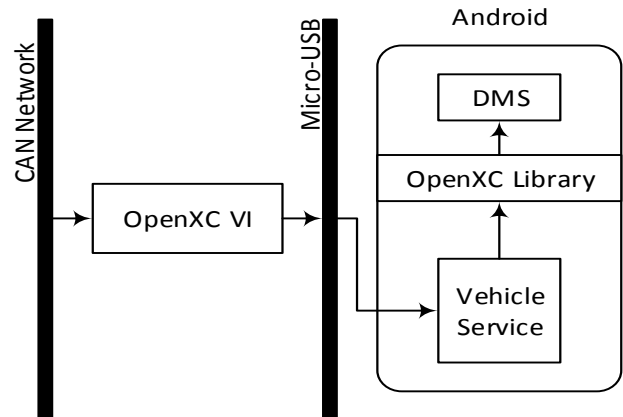 CAN Network
OpenXC VI
Micro-USB
Android
DMS
OpenXC Library
Vehicle
Service